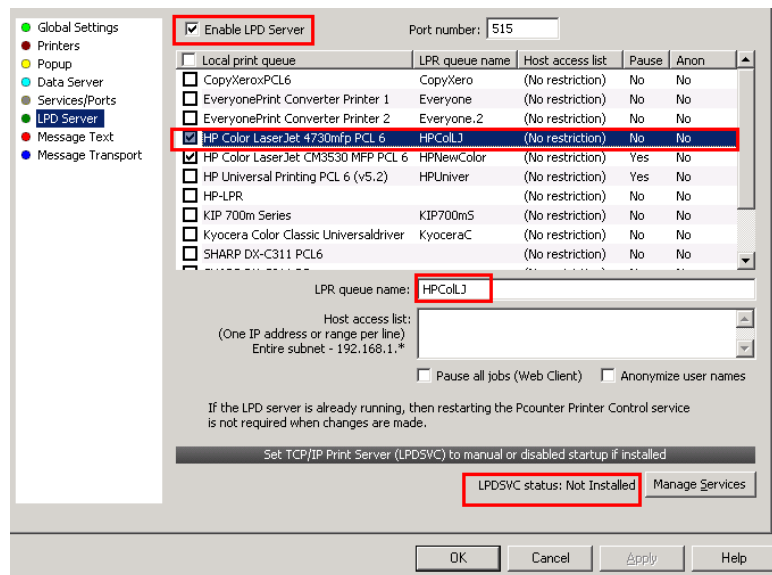 Global Settings
Printers
Popup
Data Server
Services/Ports
LPD Server
Message Text
Message Transport
Enable LPD Server Port number: 515
Local print queue LPR queue name Host access list Pause Anon
CopyXeroxPCL6 CopyXero (No restriction) No No
EveryonePrint Converter Printer 1 Everyone (No restriction) No No
EveryonePrint Converter Printer 2 Everyone.2 (No restriction) No No
HP Color LaserJet 4730mfp PCL 6 HPColLJ (No restriction) No No
HP Color LaserJet CM3530 MFP PCL 6 HPNewColor (No restriction) Yes No
HP Universal Printing PCL 6 (v5.2) HPUniver (No restriction) Yes No
HP-LPR (No restriction) No No
KIP 700m Series KIP700mS (No restriction) No No
Kyocera Color Classic Universaldriver KyoceraC (No restriction) No No
SHARP DX-C311 PCL6 (No restriction) No No
LPR queue name: HPColLJ
Host access list:
(One IP address or range per line)
Entire subnet - 192.168.1.*
Pause all jobs (Web Client) Anonymize user names
If the LPD server is already running, then restarting the Pcounter Printer Control service
is not required when changes are made.
Set TCP/IP Print Server (LPDSVC) to manual or disabled startup if installed
LPDSVC status: Not Installed Manage Services
OK Cancel Apply Help